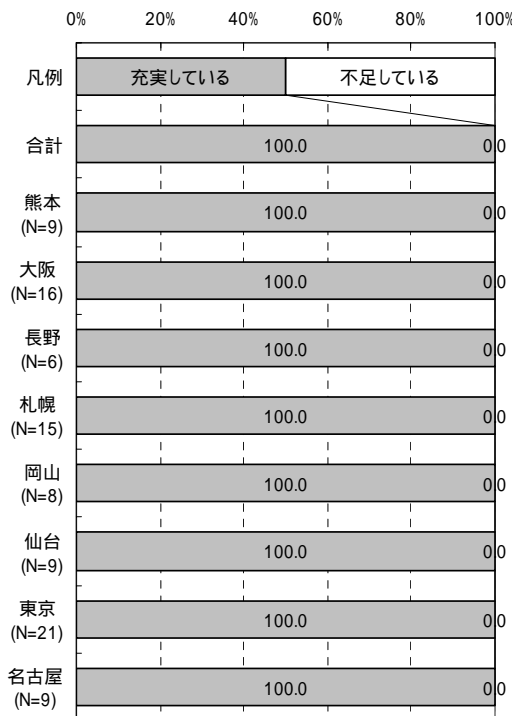 0% 20% 40% 60% 80% 100%
凡例 充実している 不足している
合計 100.0 0.0
熊本
(N=9) 100.0 0.0
大阪
(N=16) 100.0 0.0
長野
(N=6) 100.0 0.0
札幌
(N=15) 100.0 0.0
岡山
(N=8) 100.0 0.0
仙台
(N=9) 100.0 0.0
東京
(N=21) 100.0 0.0
名古屋
(N=9) 100.0 0.0